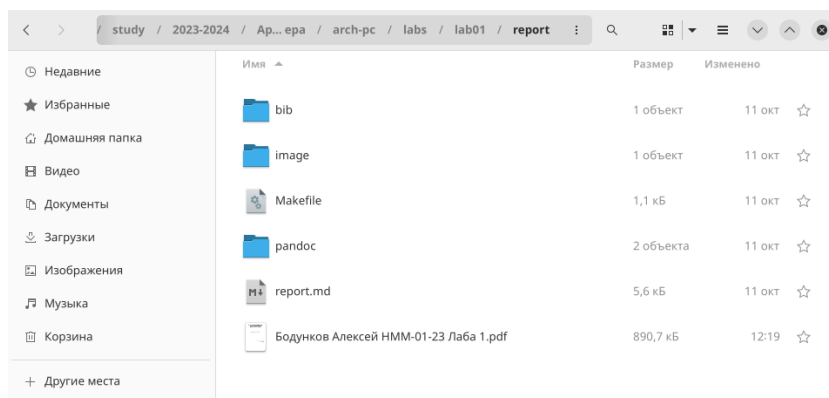 / study / 2023-2024 / Ap... epa / arch-pc / labs / lab01 / report
Недавние
Избранные
Домашняя папка
Видео
Документы
Загрузки
Изображения
Музыка
Корзина
Другие места
Имя Размер Изменено
bib 1 объект 11 окт
image 1 объект 11 окт
Makefile 1,1 кБ 11 окт
pandoc 2 объекта 11 окт
report.md 5,6 кБ 11 окт
Бодунков Алексей НММ-01-23 Лаба 1.pdf 890,7 кБ 12:19